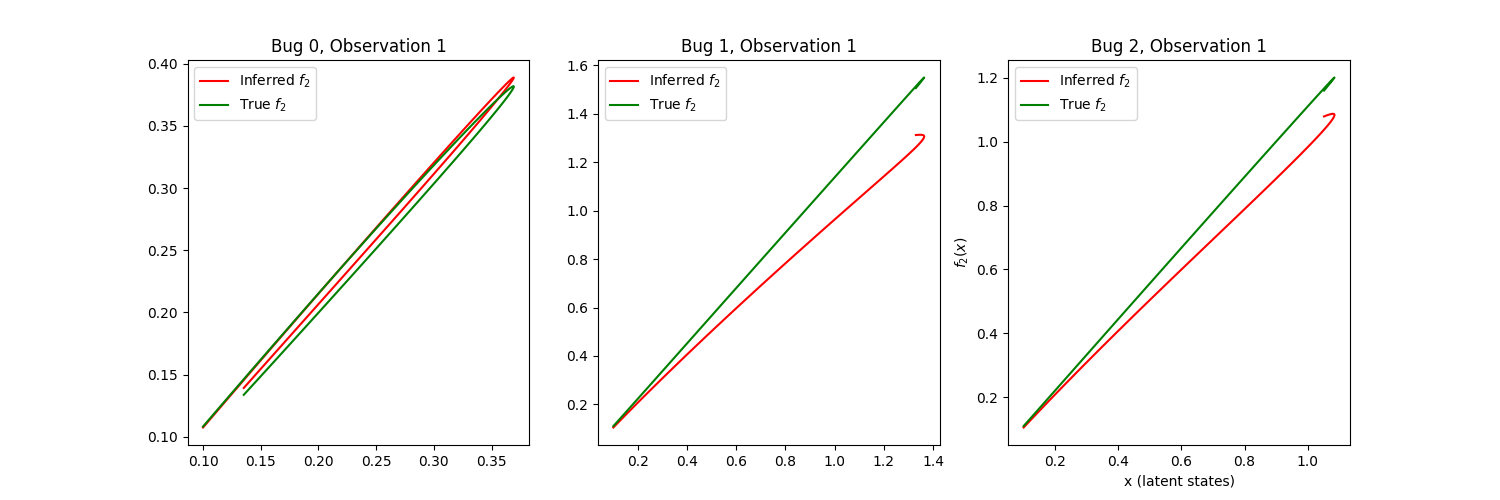 Bug 0, Observation 1
Inferred f₂
True f₂
0.40
0.35
0.30
0.25
0.20
0.15
0.10
0.10 0.15 0.20 0.25 0.30 0.35
Bug 1, Observation 1
Inferred f₂
True f₂
1.6
1.4
1.2
1.0
0.8
0.6
0.4
0.2
0.2 0.4 0.6 0.8 1.0 1.2 1.4
Bug 2, Observation 1
Inferred f₂
True f₂
f₂(x)
1.2
1.0
0.8
0.6
0.4
0.2
0.2 0.4 0.6 0.8 1.0
x (latent states)